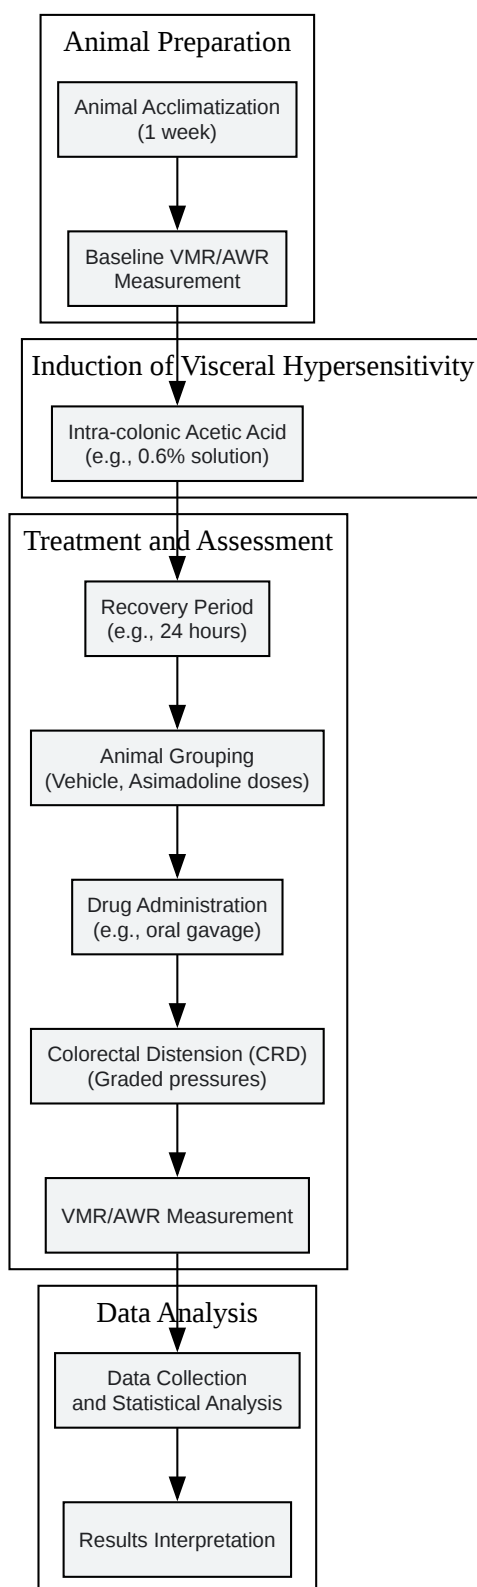 Animal Preparation
Animal Acclimatization
(1 week)
Baseline VMR/AWR
Measurement
Induction of Visceral Hypersensitivity
Intra-colonic Acetic Acid
(e.g., 0.6% solution)
Treatment and Assessment
Recovery Period
(e.g., 24 hours)
Animal Grouping
(Vehicle, Asimadoline doses)
Drug Administration
(e.g., oral gavage)
Colorectal Distension (CRD)
(Graded pressures)
VMR/AWR Measurement
Data Analysis
Data Collection
and Statistical Analysis
Results Interpretation